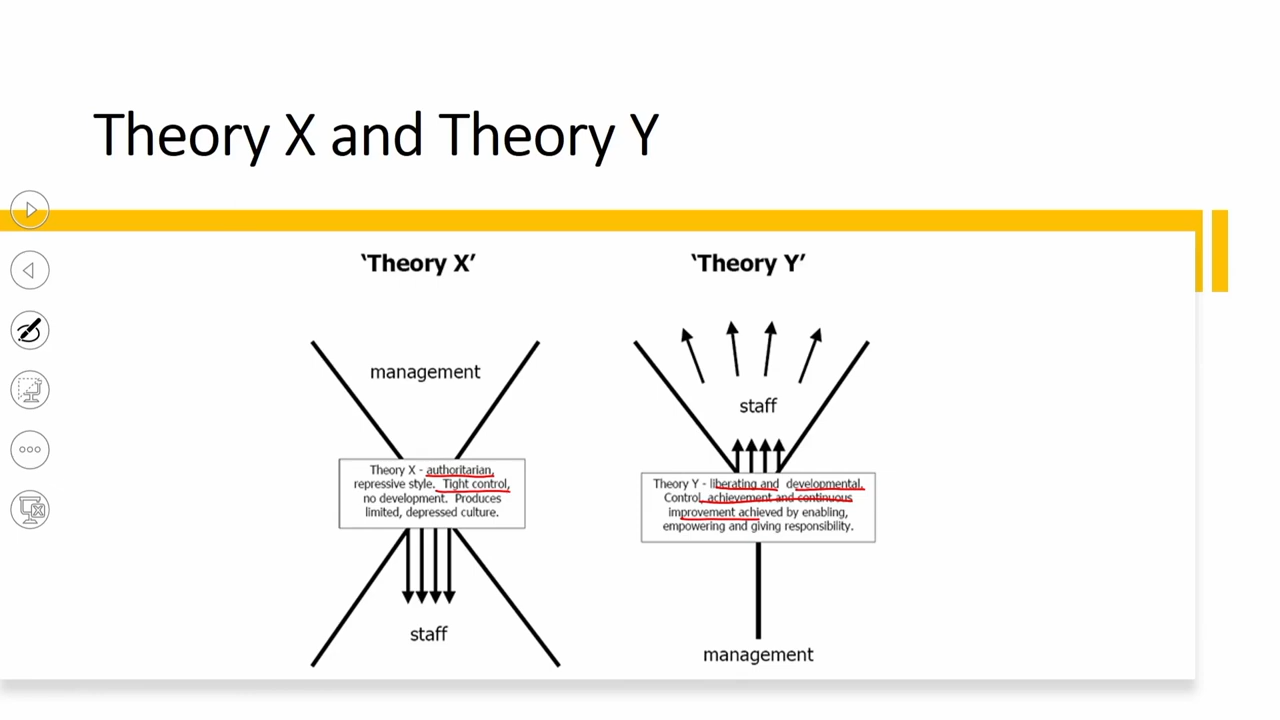 Theory X and Theory Y
‘Theory X’
management
Theory X - authoritarian,
repressive style. Tight control,
no development. Produces
limited, depressed culture.
staff
‘Theory Y’
staff
Theory Y - liberating and developmental.
Control, achievement and continuous
improvement achieved by enabling,
empowering and giving responsibility.
management